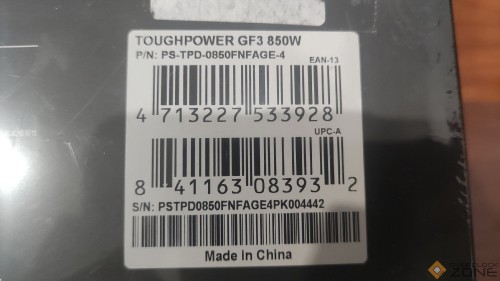 TOUGHPOWER GF3 850W
P/N: PS-TPD-0850FNFAGE-4
EAN-13
4 713227 533928
UPC-A
8 41163 08393 2
S/N: PSTPD0850FNFAGE4PK004442
Made In China
ZONE